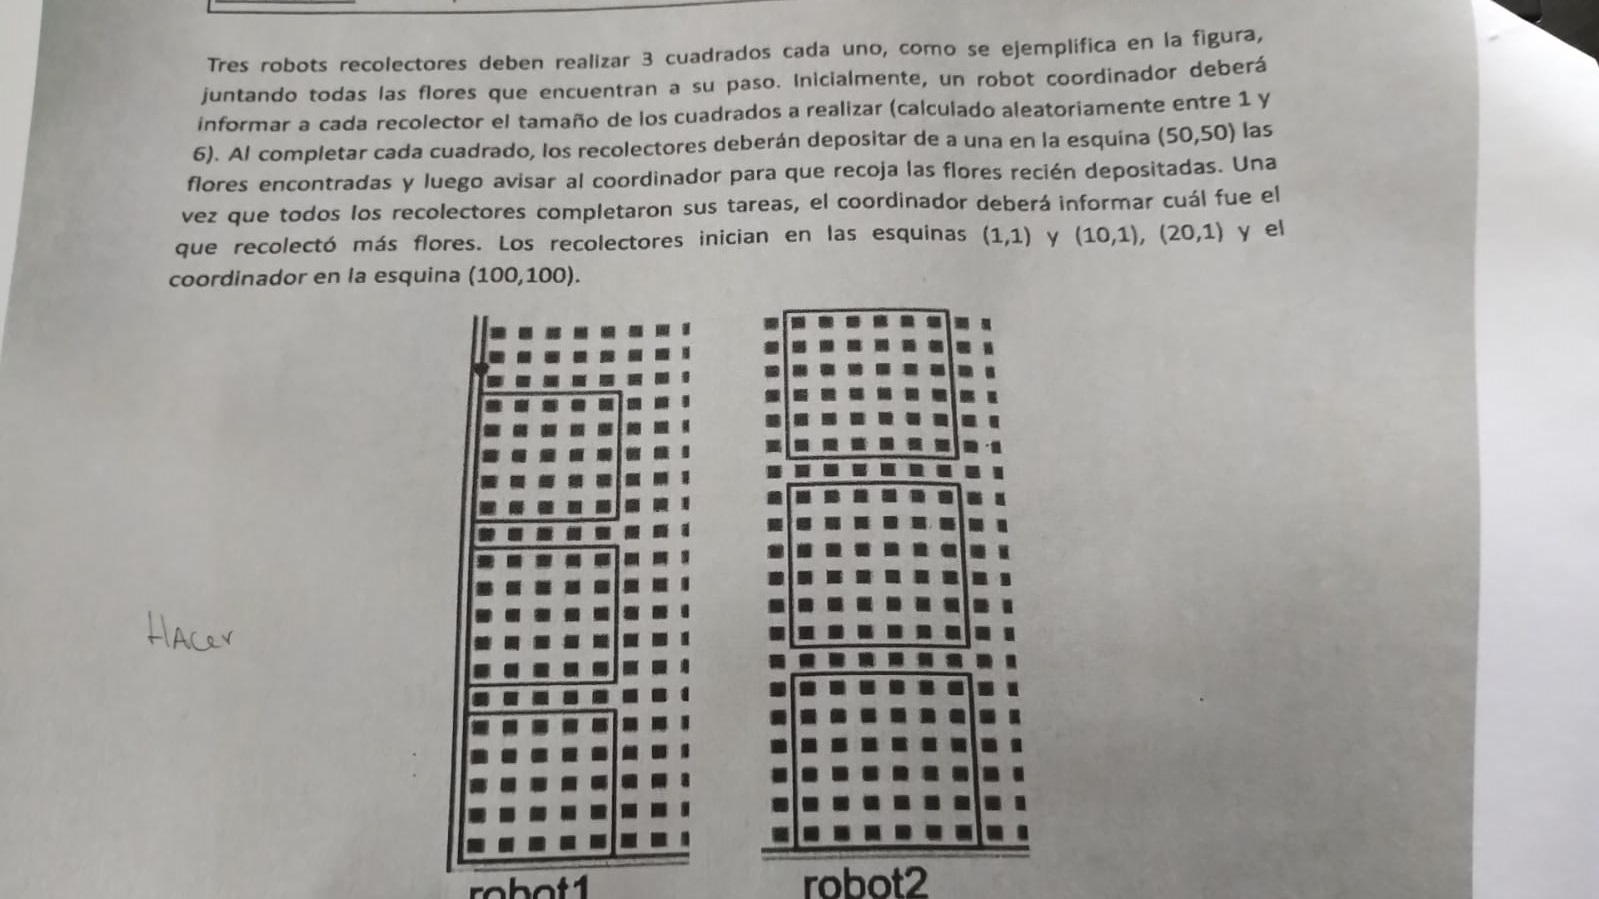 Tres robots recolectores deben realizar 3 cuadrados cada uno, como se ejemplifica en la figura,
juntando todas las flores que encuentran a su paso. Inicialmente, un robot coordinador deberá
informar a cada recolector el tamaño de los cuadrados a realizar (calculado aleatoriamente entre 1 y
6). Al completar cada cuadrado, los recolectores deberán depositar de a una en la esquina (50,50) las
flores encontradas y luego avisar al coordinador para que recoja las flores recién depositadas. Una
vez que todos los recolectores completaron sus tareas, el coordinador deberá informar cuál fue el
que recolectó más flores. Los recolectores inician en las esquinas (1,1) y (10,1), (20,1) y el
coordinador en la esquina (100,100).
HAcer
robot1 robot2